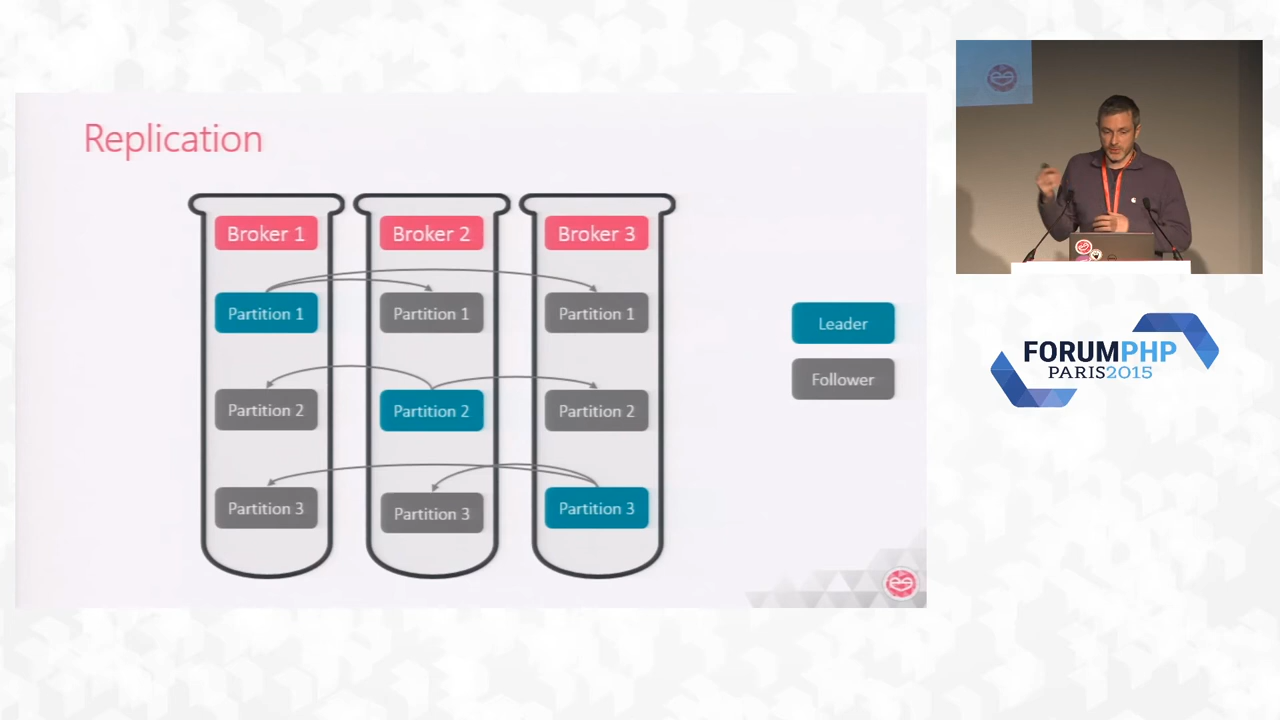 Replication
Broker 1
Broker 2
Broker 3
Partition 1
Partition 1
Partition 1
Leader
Follower
Partition 2
Partition 2
Partition 2
Partition 3
Partition 3
Partition 3
FORUMPHP
PARIS2015